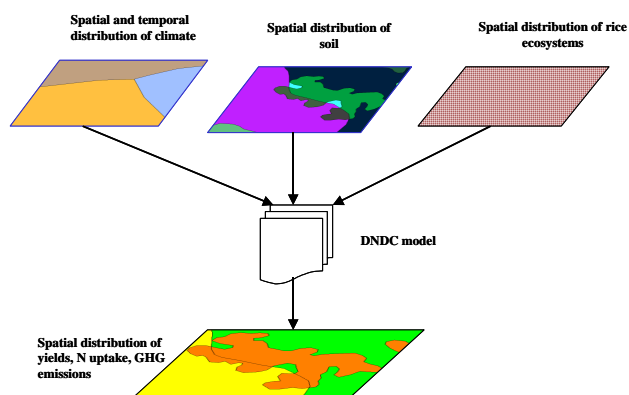 Spatial and temporal
distribution of climate
Spatial distribution of
soil
Spatial distribution of rice
ecosystems
DNDC model
Spatial distribution of
yields, N uptake, GHG
emissions